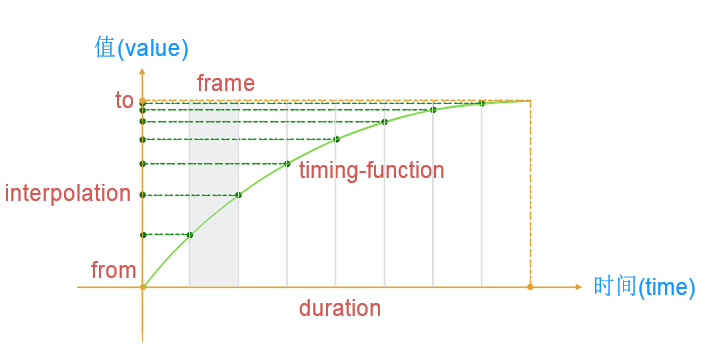 值(value)
frame
to
timing-function
interpolation
from
时间(time)
duration